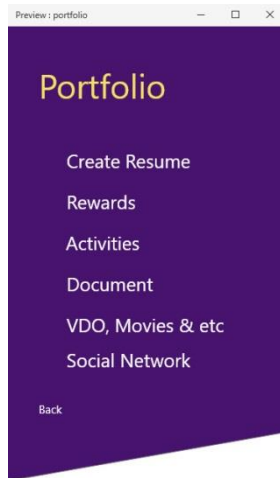 Preview : portfolio
Portfolio
Create Resume
Rewards
Activities
Document
VDO, Movies & etc
Social Network
Back